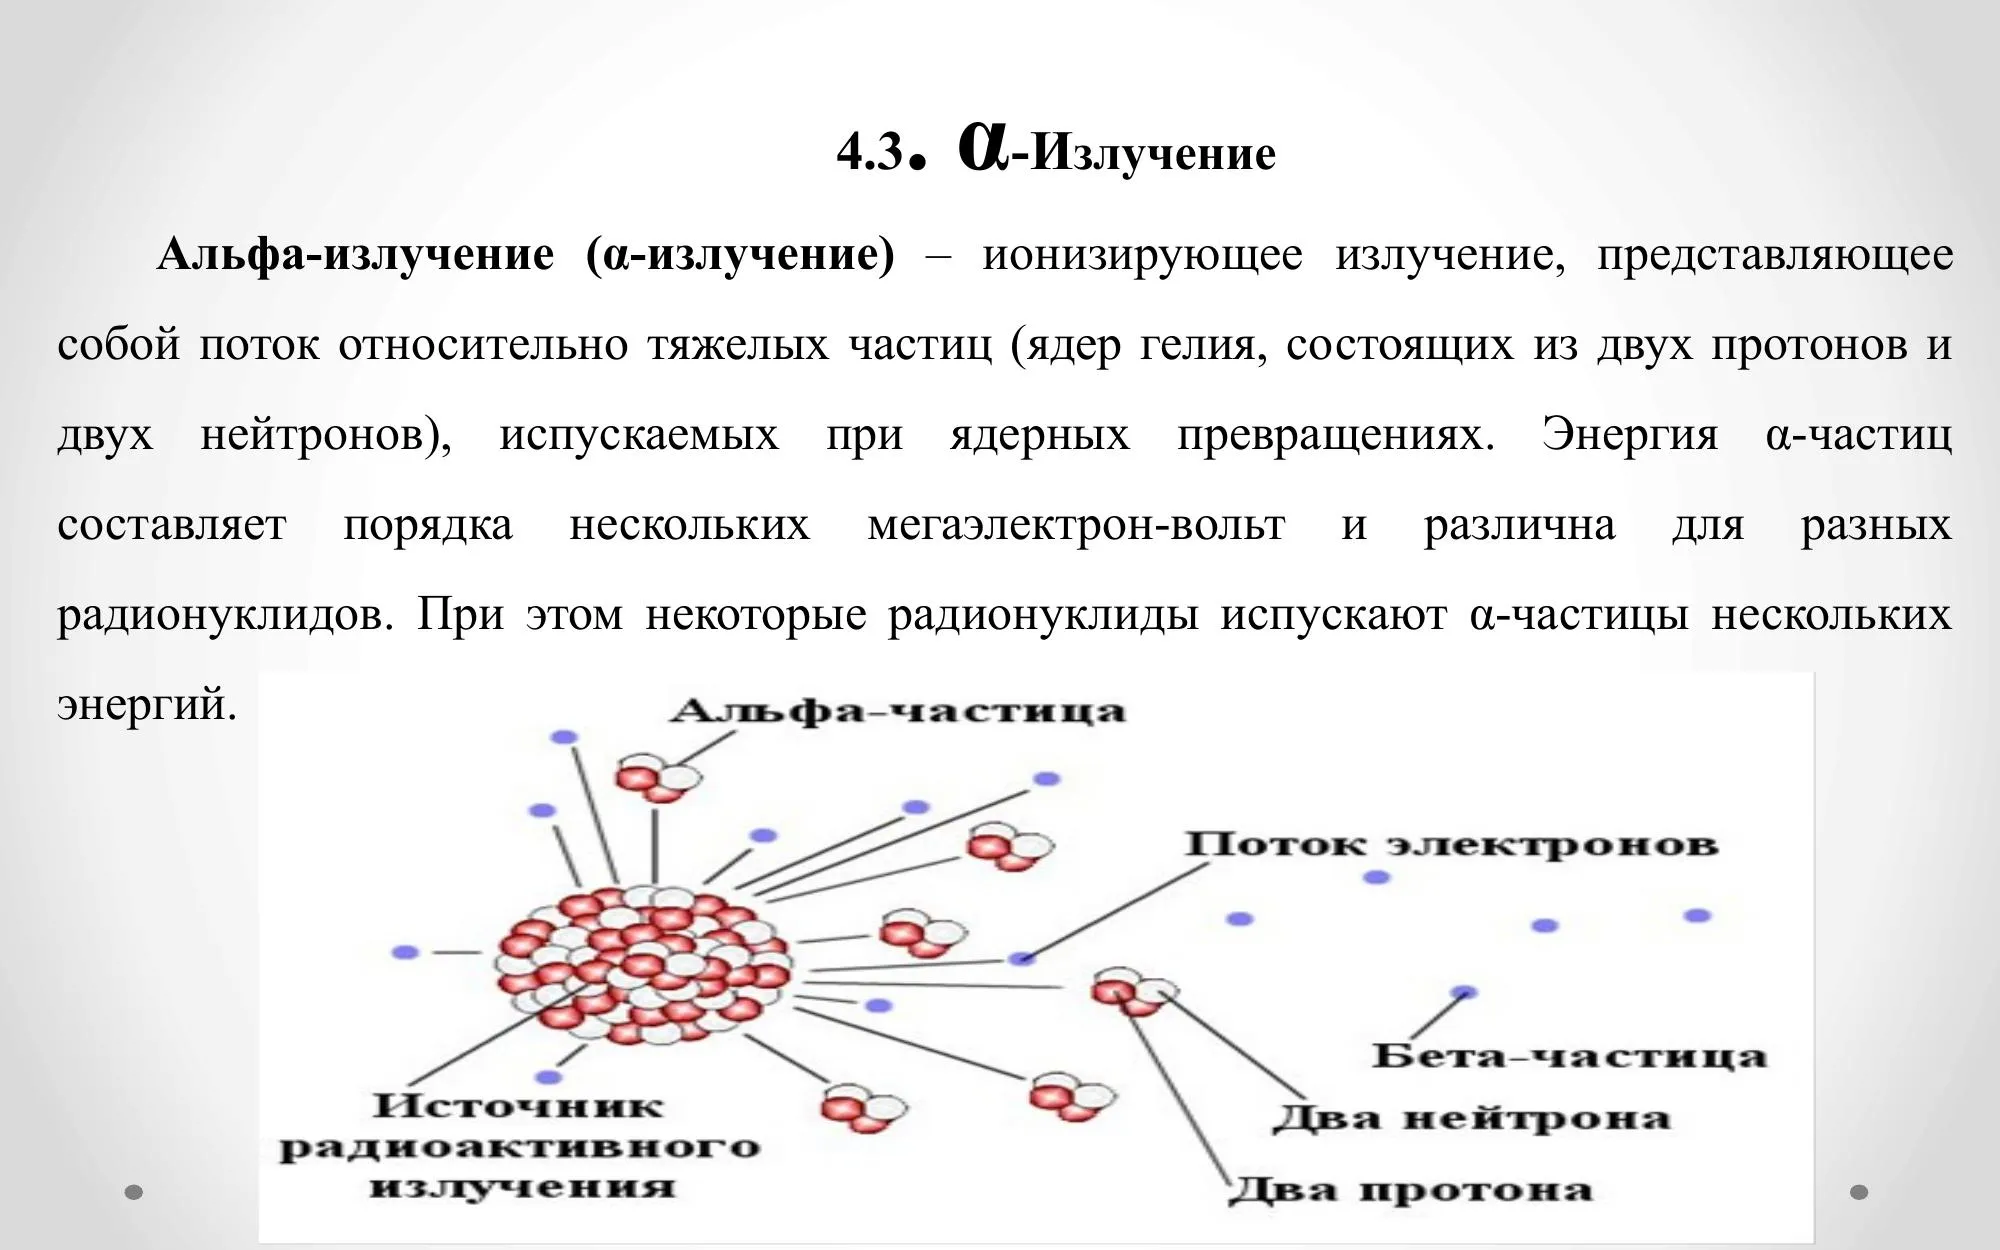 4.3. α-Излучение
Альфа-излучение (α-излучение) – ионизирующее излучение, представляющее
собой поток относительно тяжелых частиц (ядер гелия, состоящих из двух протонов и
двух нейтронов), испускаемых при ядерных превращениях. Энергия α-частиц
составляет порядка нескольких мегаэлектрон-вольт и различна для разных
радионуклидов. При этом некоторые радионуклиды испускают α-частицы нескольких
энергий.
Альфа-частица
Поток электронов
Бета-частица
Два нейтрона
Два протона
Источник
радиоактивного
излучения